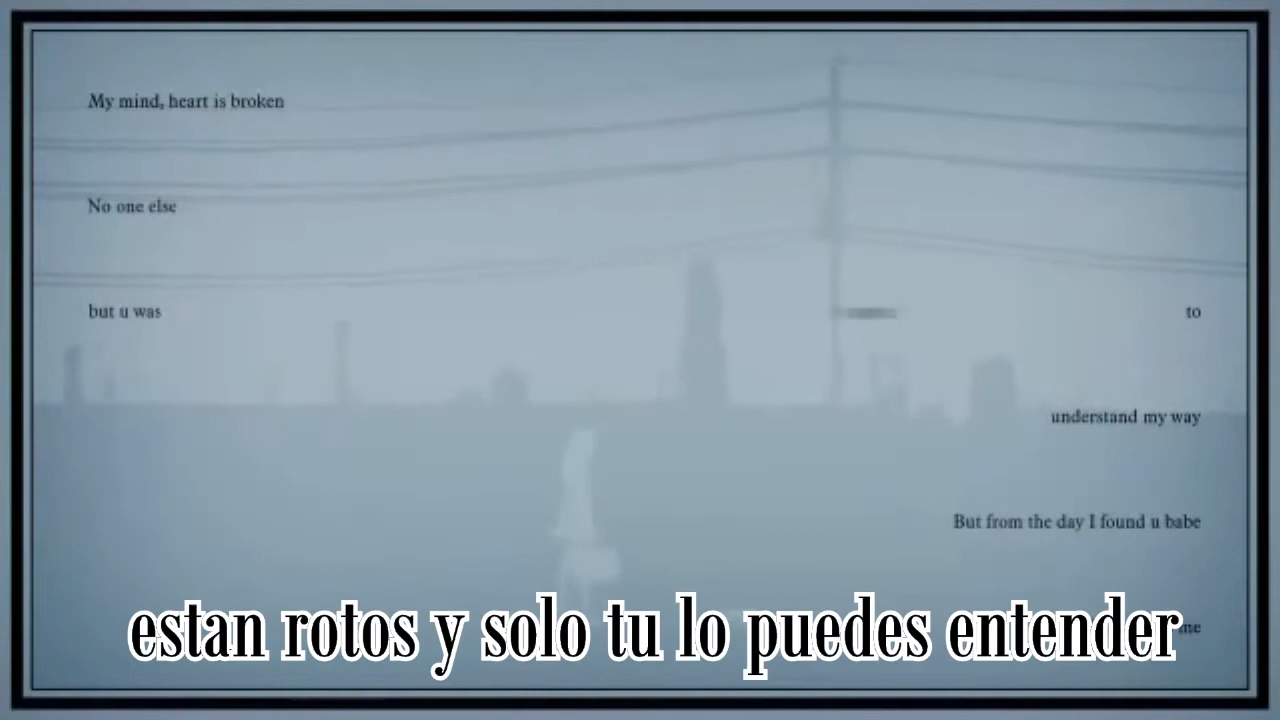 My mind, heart is broken
No one else
but u was
to
understand my way
But from the day I found u babe
me
estan rotos y solo tu lo puedes entender